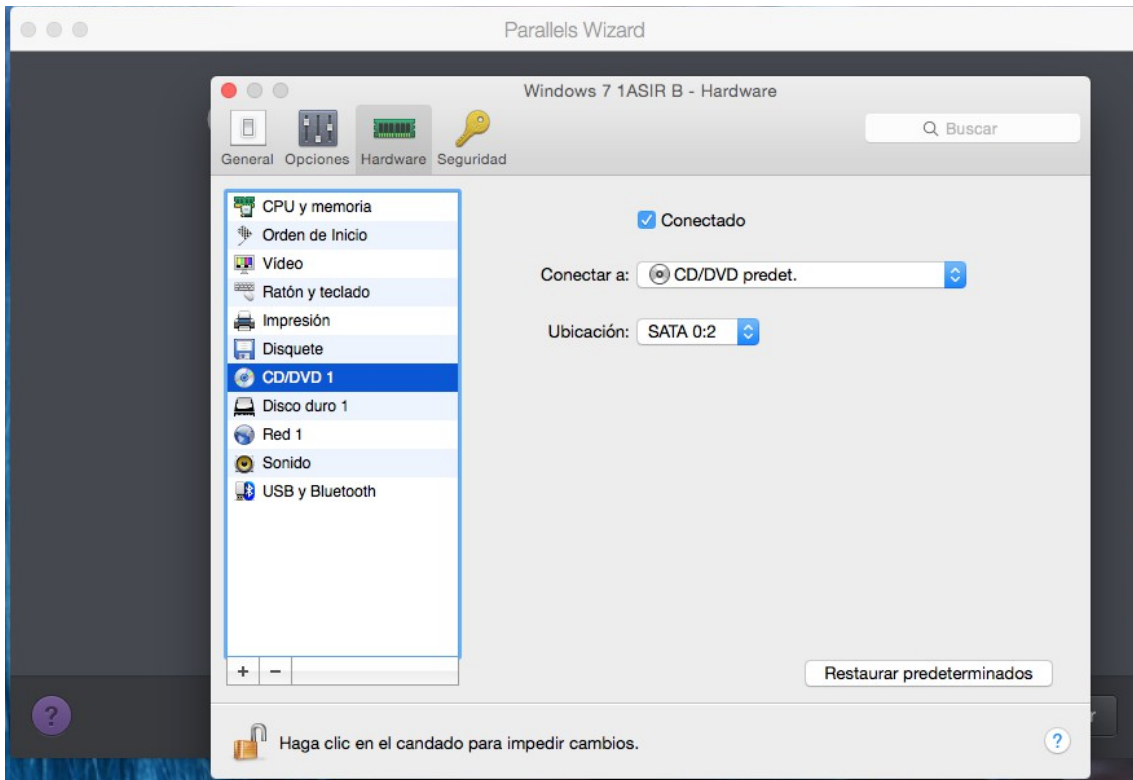 Parallels Wizard
Windows 7 1ASIR B - Hardware
General Opciones Hardware Seguridad
Buscar
CPU y memoria
Orden de Inicio
Vídeo
Ratón y teclado
Impresión
Disquete
CD/DVD 1
Disco duro 1
Red 1
Sonido
USB y Bluetooth
Conectado
Conectar a: CD/DVD predet.
Ubicación: SATA 0:2
+ −
Restaurar predeterminados
?
Haga clic en el candado para impedir cambios.
?